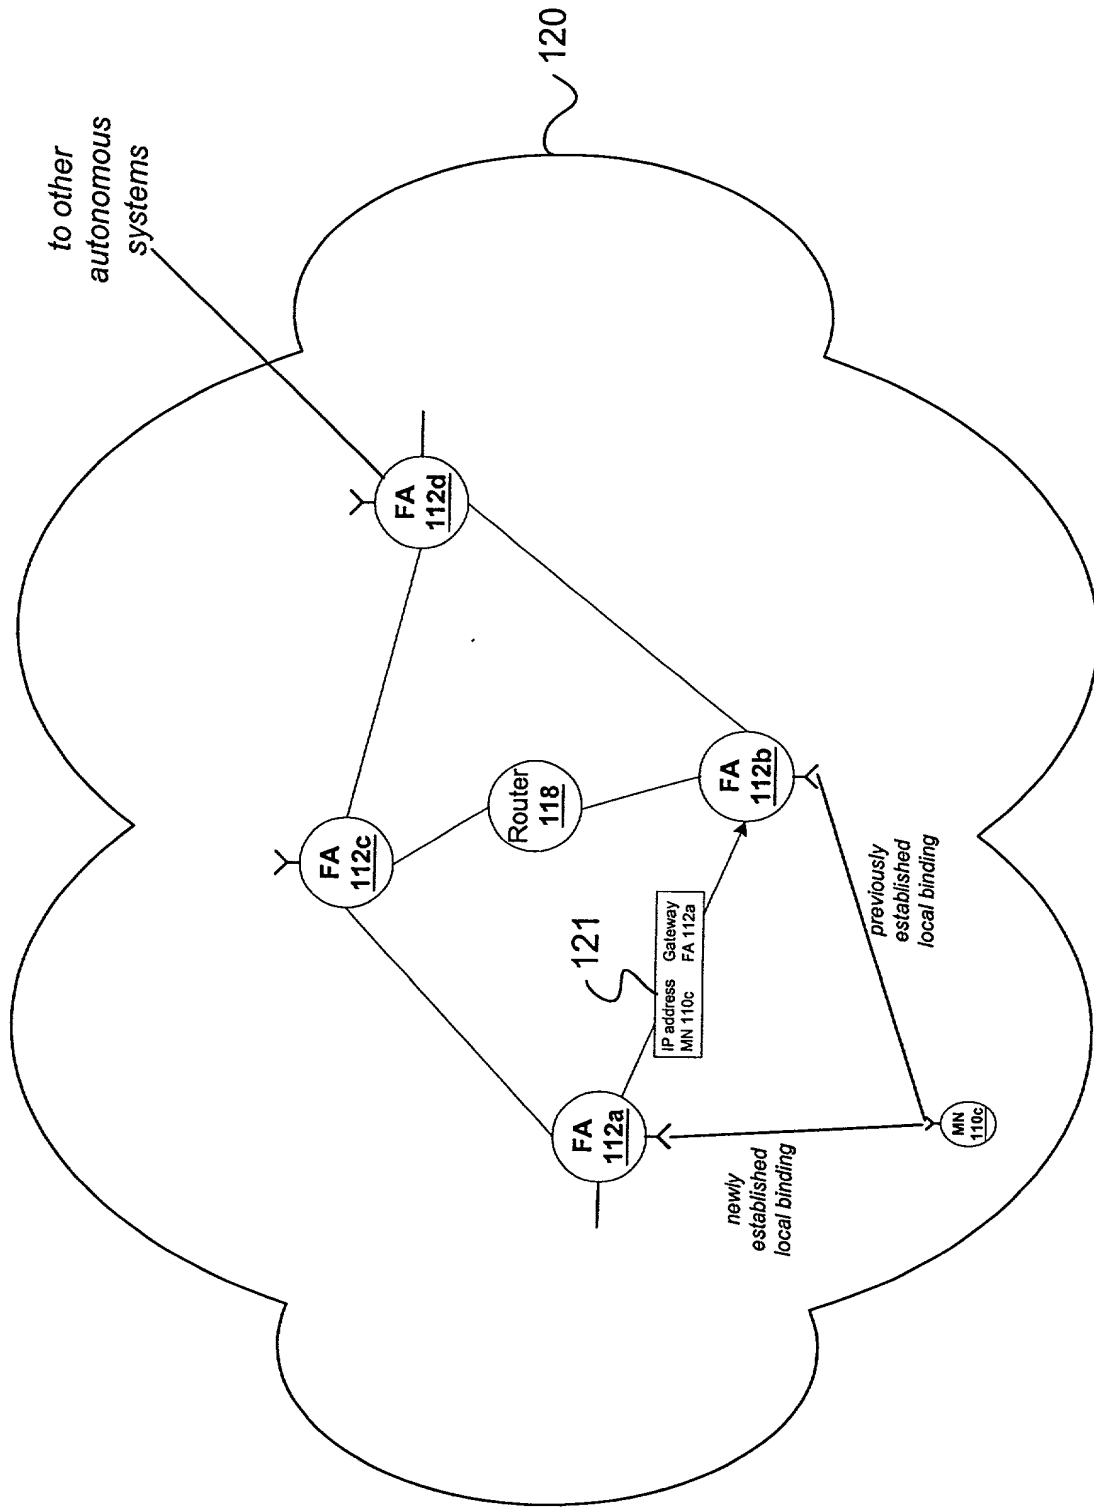 to other
autonomous
systems
120
FA
112d
FA
112c
Router
118
FA
112b
121
IP address Gateway
MN 110c FA 112a
FA
112a
previously
established
local binding
newly
established
local binding
MN
110c